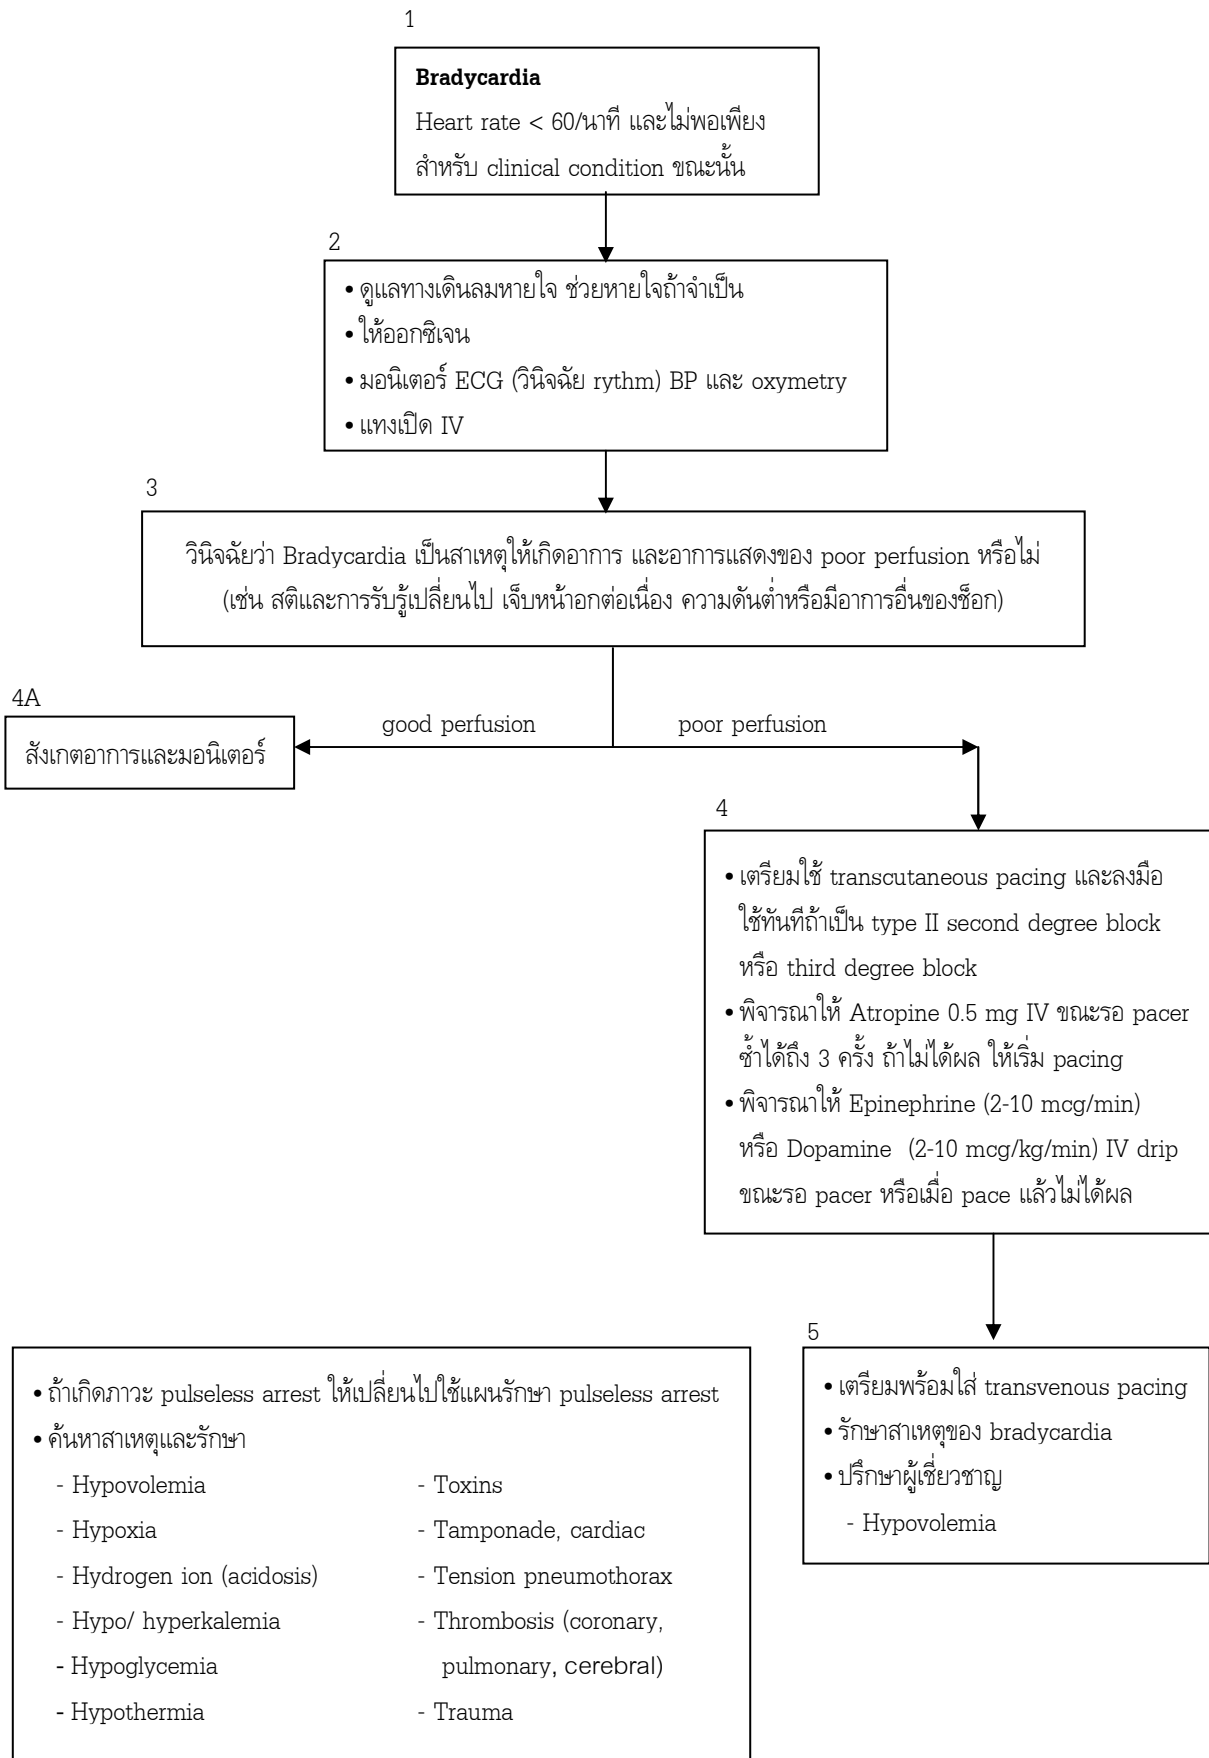 1
Bradycardia
Heart rate < 60/นาที และไม่พอเพียง
สำหรับ clinical condition ขณะนั้น
2
• ดูแลทางเดินลมหายใจ ช่วยหายใจถ้าจำเป็น
• ให้ออกซิเจน
• มอนิเตอร์ ECG (วินิจฉัย rythm) BP และ oxymetry
• แทงเปิด IV
3
วินิจฉัยว่า Bradycardia เป็นสาเหตุให้เกิดอาการ และอาการแสดงของ poor perfusion หรือไม่
(เช่น สติและการรับรู้เปลี่ยนไป เจ็บหน้าอกต่อเนื่อง ความดันต่ำหรือมีอาการอื่นของช็อก)
4A
good perfusion
poor perfusion
สังเกตอาการและมอนิเตอร์
4
• เตรียมใช้ transcutaneous pacing และลงมือ
ใช้ทันทีถ้าเป็น type II second degree block
หรือ third degree block
• พิจารณาให้ Atropine 0.5 mg IV ขณะรอ pacer
ซ้ำได้ถึง 3 ครั้ง ถ้าไม่ได้ผล ให้เริ่ม pacing
• พิจารณาให้ Epinephrine (2-10 mcg/min)
หรือ Dopamine (2-10 mcg/kg/min) IV drip
ขณะรอ pacer หรือเมื่อ pace แล้วไม่ได้ผล
5
• เตรียมพร้อมใส่ transvenous pacing
• รักษาสาเหตุของ bradycardia
• ปรึกษาผู้เชี่ยวชาญ
- Hypovolemia
• ถ้าเกิดภาวะ pulseless arrest ให้เปลี่ยนไปใช้แผนรักษา pulseless arrest
• ค้นหาสาเหตุและรักษา
- Hypovolemia
- Hypoxia
- Hydrogen ion (acidosis)
- Hypo/ hyperkalemia
- Hypoglycemia
- Hypothermia
- Toxins
- Tamponade, cardiac
- Tension pneumothorax
- Thrombosis (coronary,
pulmonary, cerebral)
- Trauma